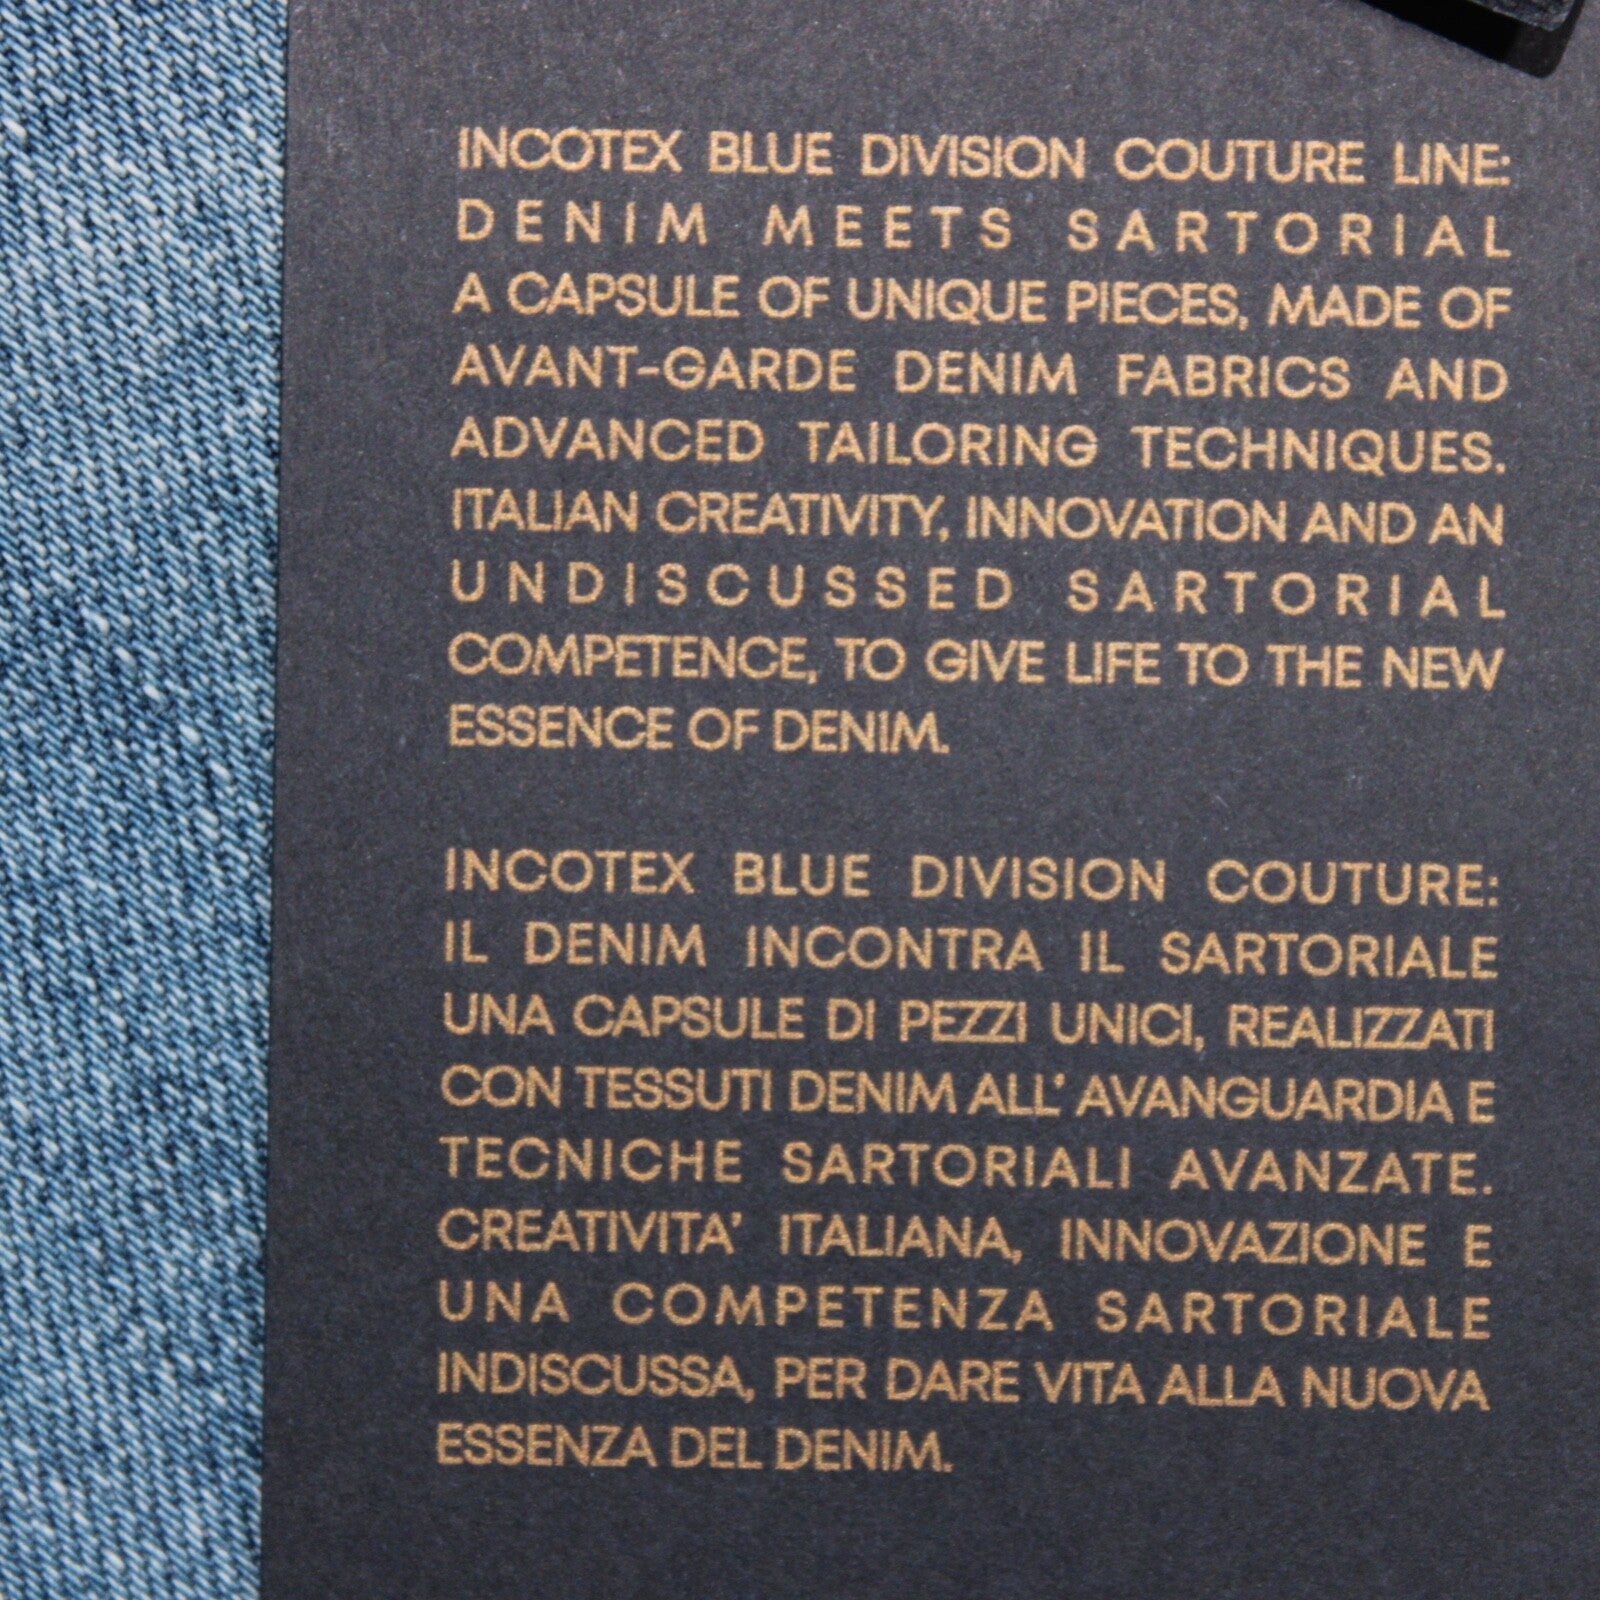 INCOTEX BLUE DIVISION COUTURE LINE:
DENIM MEETS SARTORIAL
A CAPSULE OF UNIQUE PIECES, MADE OF
AVANT-GARDE DENIM FABRICS AND
ADVANCED TAILORING TECHNIQUES.
ITALIAN CREATIVITY, INNOVATION AND AN
UNDISCUSSED SARTORIAL
COMPETENCE, TO GIVE LIFE TO THE NEW
ESSENCE OF DENIM.
INCOTEX BLUE DIVISION COUTURE:
IL DENIM INCONTRA IL SARTORIALE
UNA CAPSULE DI PEZZI UNICI, REALIZZATI
CON TESSUTI DENIM ALL' AVANGUARDIA E
TECNICHE SARTORIALI AVANZATE.
CREATIVITA' ITALIANA, INNOVAZIONE E
UNA COMPETENZA SARTORIALE
INDISCUSSA, PER DARE VITA ALLA NUOVA
ESSENZA DEL DENIM.